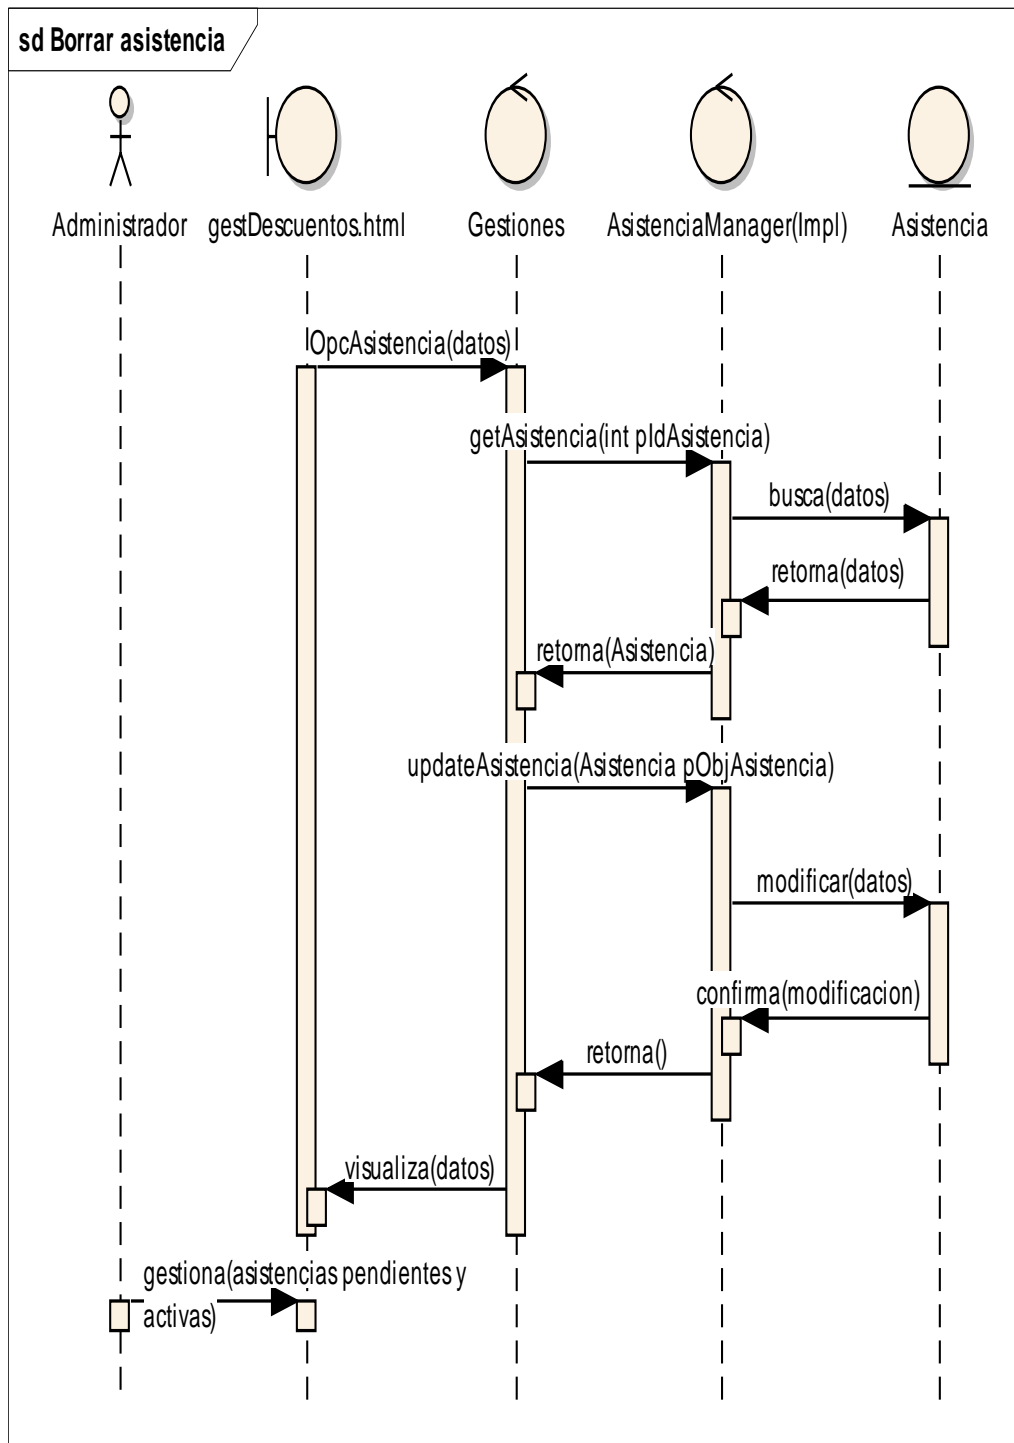 sd Borrar asistencia
Administrador
gestDescuentos.html
Gestiones
AsistenciaManager(Impl)
Asistencia
OpcAsistencia(datos)
getAsistencia(int pIdAsistencia)
busca(datos)
retorna(datos)
retorna(Asistencia)
updateAsistencia(Asistencia pObjAsistencia)
modificar(datos)
confirma(modificacion)
retorna()
visualiza(datos)
gestiona(asistencias pendientes y
activas)